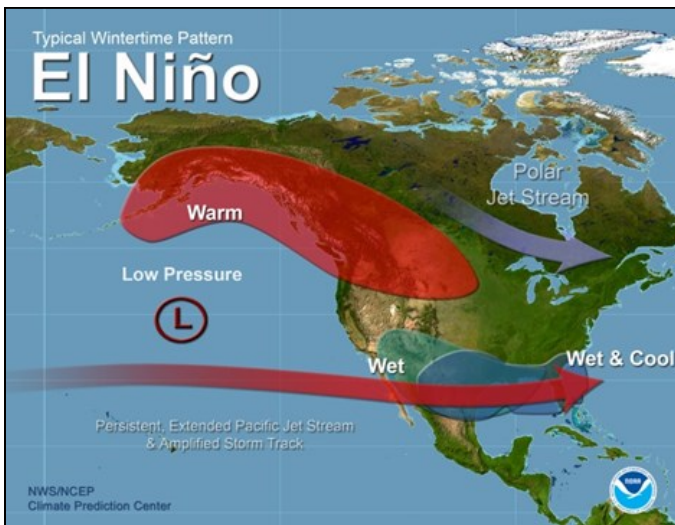 Typical Wintertime Pattern
El Niño
Polar
Jet Stream
Warm
Low Pressure
L
Wet
Wet & Cool
Persistent, Extended Pacific Jet Stream
& Amplified Storm Track
NWS/NCEP
Climate Prediction Center
NOAA